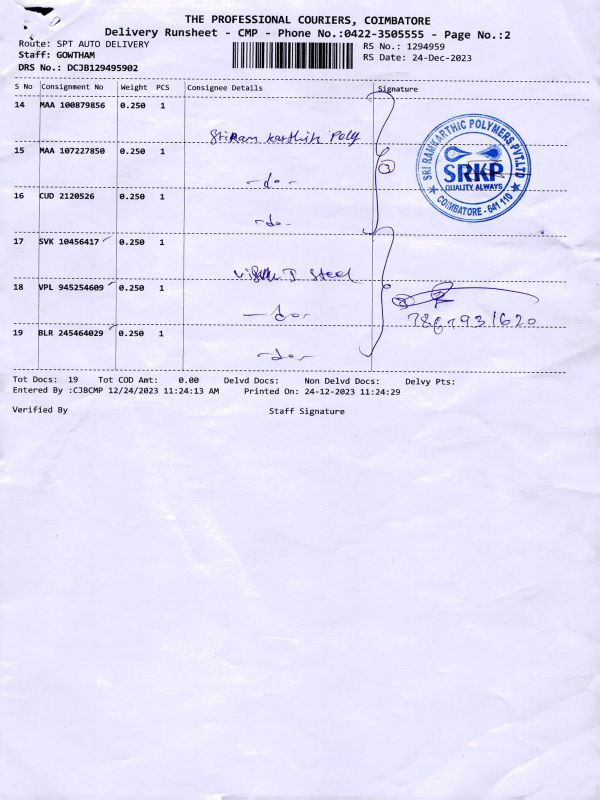 THE PROFESSIONAL COURIERS, COIMBATORE
Delivery Runsheet - CMP - Phone No.:0422-3505555 - Page No.:2
Route: SPT AUTO DELIVERY RS No.: 1294959
Staff: GOWTHAM RS Date: 24-Dec-2023
DRS No.: DCJB129495902
S No Consignment No Weight PCS Consignee Details Signature
14 MAA 100879856 0.250 1
Sriram karthik Poly
15 MAA 107227850 0.250 1
-do-
16 CUD 2120526 0.250 1
-do-
SRI RAMKARTHIC POLYMERS PVT.LTD
SRKP
QUALITY ALWAYS
COIMBATORE - 641 110
17 SVK 10456417 0.250 1
Steel
18 VPL 945254609 0.250 1
-do-
19 BLR 245464029 0.250 1
-do-
Tot Docs: 19 Tot COD Amt: 0.00 Delvd Docs: Non Delvd Docs: Delvy Pts:
Entered By :CJBCMP 12/24/2023 11:24:13 AM Printed On: 24-12-2023 11:24:29
Verified By Staff Signature